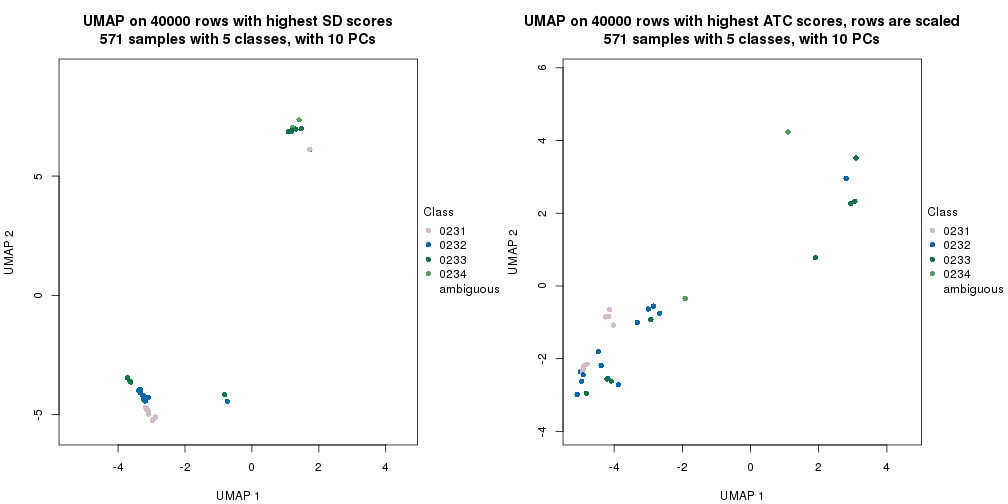 UMAP on 40000 rows with highest SD scores
571 samples with 5 classes, with 10 PCs
5
0
-5
UMAP 2
-4
-2
0
2
4
UMAP 1
Class
0231
0232
0233
0234
ambiguous
UMAP on 40000 rows with highest ATC scores, rows are scaled
571 samples with 5 classes, with 10 PCs
6
4
2
0
-2
-4
UMAP 2
-4
-2
0
2
4
UMAP 1
Class
0231
0232
0233
0234
ambiguous